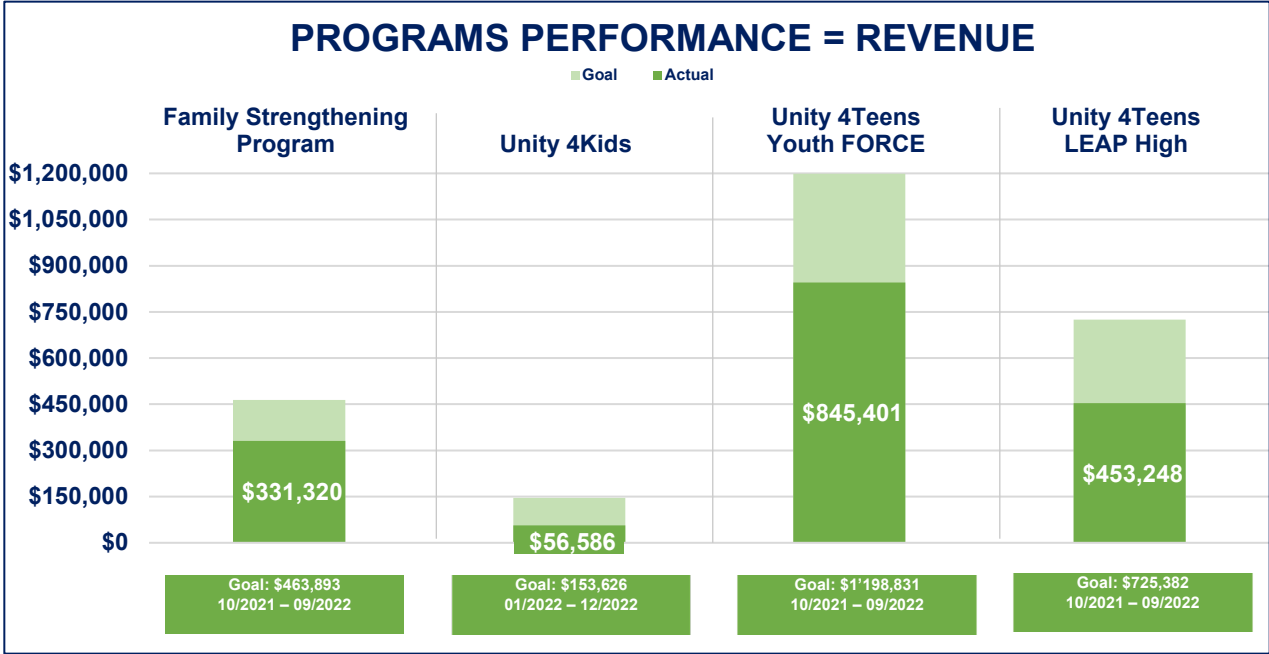 PROGRAMS PERFORMANCE = REVENUE
Goal Actual
Family Strengthening
Program
Unity 4Kids
Unity 4Teens
Youth FORCE
Unity 4Teens
LEAP High
$1,200,000
$1,050,000
$900,000
$750,000
$600,000
$450,000
$300,000
$150,000
$0
$331,320
$56,586
$845,401
$453,248
Goal: $463,893
10/2021 – 09/2022
Goal: $153,626
01/2022 – 12/2022
Goal: $1'198,831
10/2021 – 09/2022
Goal: $725,382
10/2021 – 09/2022